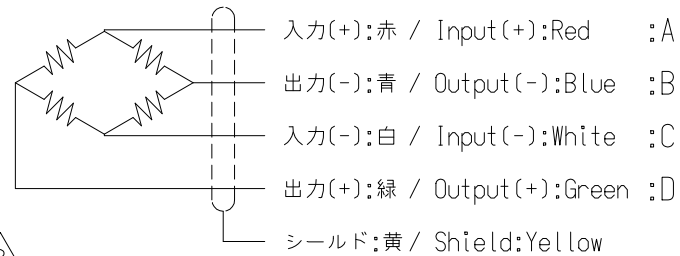 入力(+):赤 / Input(+):Red :A
出力(-):青 / Output(-):Blue :B
入力(-):白 / Input(-):White :C
出力(+):緑 / Output(+):Green :D
シールド:黄 / Shield:Yellow